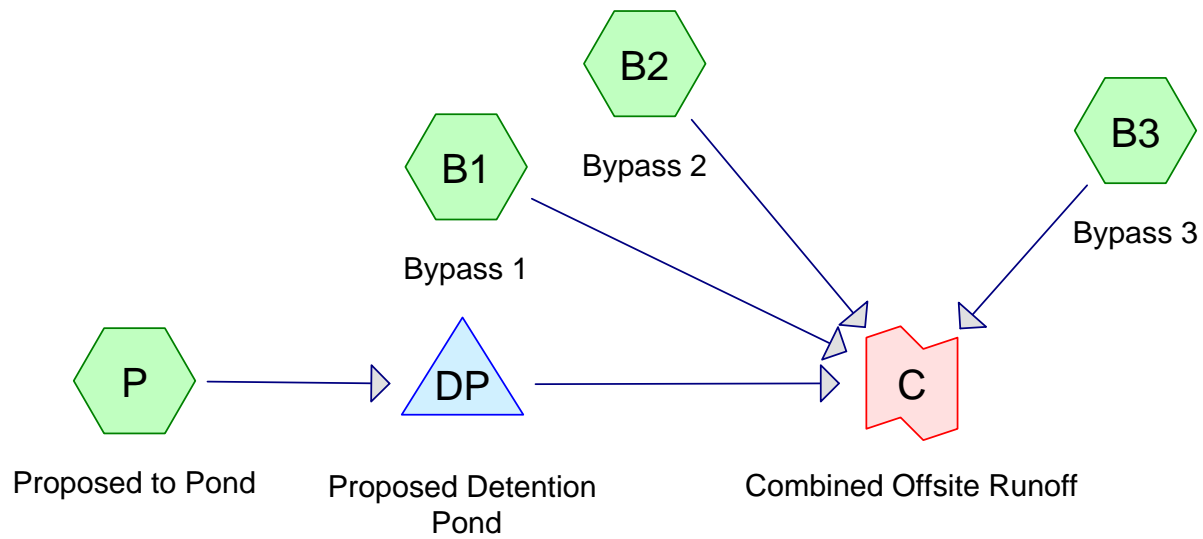 B2
B3
B1
Bypass 2
Bypass 3
Bypass 1
P
DP
C
Proposed to Pond
Proposed Detention
Pond
Combined Offsite Runoff